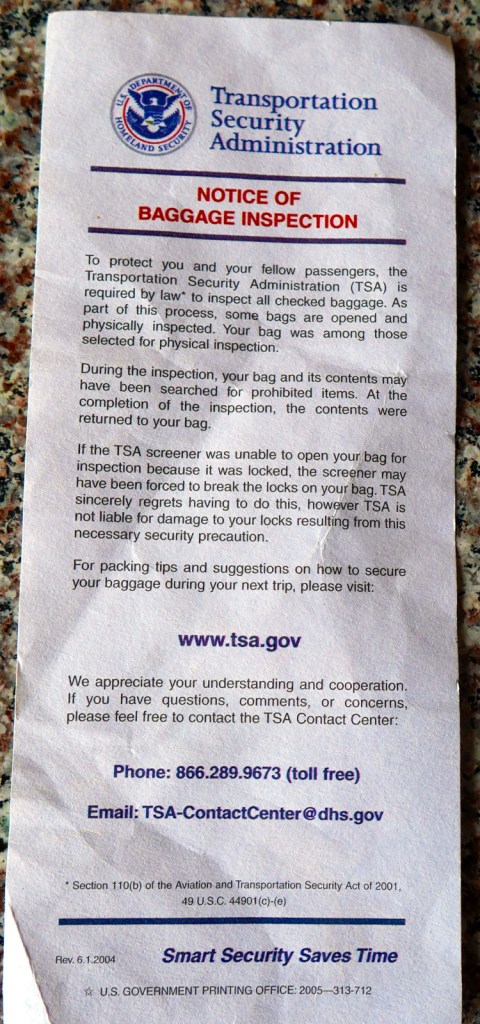 U.S. DEPARTMENT OF
HOMELAND SECURITY
Transportation
Security
Administration
NOTICE OF
BAGGAGE INSPECTION
To protect you and your fellow passengers, the
Transportation Security Administration (TSA) is
required by law* to inspect all checked baggage. As
part of this process, some bags are opened and
physically inspected. Your bag was among those
selected for physical inspection.
During the inspection, your bag and its contents may
have been searched for prohibited items. At the
completion of the inspection, the contents were
returned to your bag.
If the TSA screener was unable to open your bag for
inspection because it was locked, the screener may
have been forced to break the locks on your bag. TSA
sincerely regrets having to do this, however TSA is
not liable for damage to your locks resulting from this
necessary security precaution.
For packing tips and suggestions on how to secure
your baggage during your next trip, please visit:
www.tsa.gov
We appreciate your understanding and cooperation.
If you have questions, comments, or concerns,
please feel free to contact the TSA Contact Center:
Phone: 866.289.9673 (toll free)
Email: TSA-ContactCenter@dhs.gov
* Section 110(b) of the Aviation and Transportation Security Act of 2001,
49 U.S.C. 44901(c)-(e)
Rev. 6.1.2004 Smart Security Saves Time
☆ U.S. GOVERNMENT PRINTING OFFICE: 2005—313-712